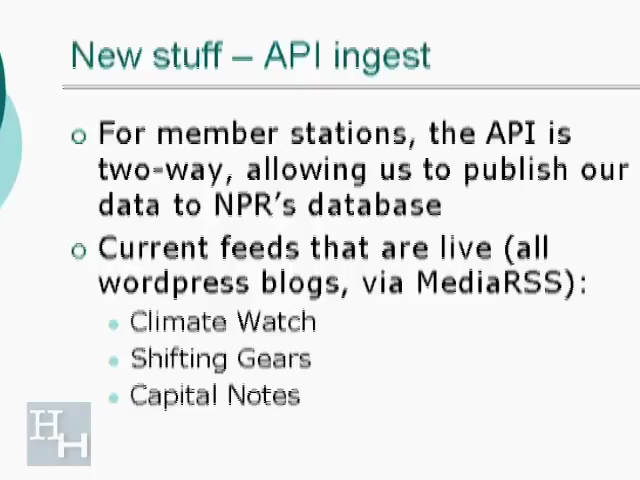 New stuff – API ingest
For member stations, the API is
two-way, allowing us to publish our
data to NPR's database
Current feeds that are live (all
wordpress blogs, via MediaRSS):
Climate Watch
Shifting Gears
Capital Notes
HH